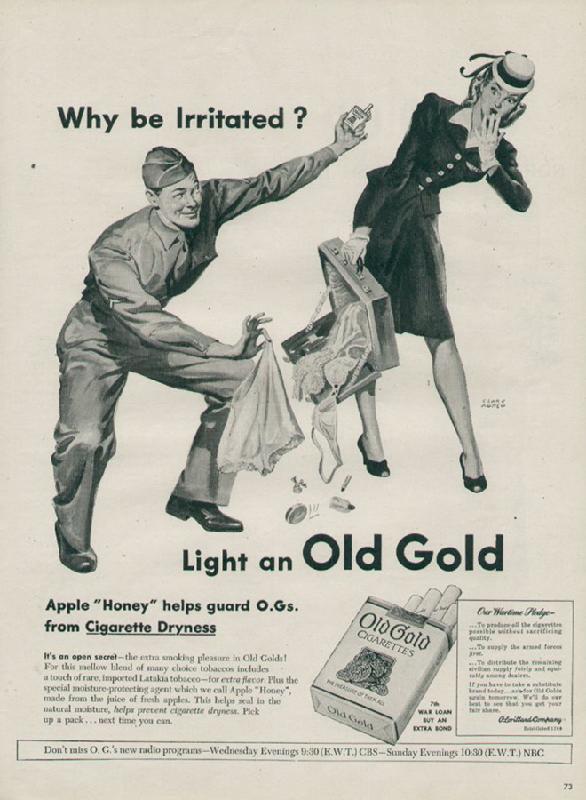 Why be Irritated ?
Light an Old Gold
Apple "Honey" helps guard O.Gs.
from Cigarette Dryness
It's an open secret—the extra smoking pleasure in Old Golds!
For this mellow blend of many choice tobaccos includes
a touch of rare, imported Latakia tobacco—for extra flavor. Plus the
special moisture-protecting agent which we call Apple "Honey",
made from the juice of fresh apples. This helps seal in the
natural moisture, helps prevent cigarette dryness. Pick
up a pack . . . next time you can.
Old Gold
CIGARETTES
THE TREASURE OF THEM ALL
Old Gold
7th
WAR LOAN
BUY AN
EXTRA BOND
Our Wartime Pledge—
...To produce all the cigarettes
possible without sacrificing
quality.
...To supply the armed forces
first.
...To distribute the remaining
civilian supply fairly and equi-
tably among dealers.
If you have to take a substitute
brand today...ask for Old Golds
again tomorrow. We'll do our
best to see that you get your
fair share.
P. Lorillard Company
Established 1760
Don't miss O. G.'s new radio programs—Wednesday Evenings 9:30 (E.W.T.) CBS—Sunday Evenings 10:30 (E.W.T.) NBC
73